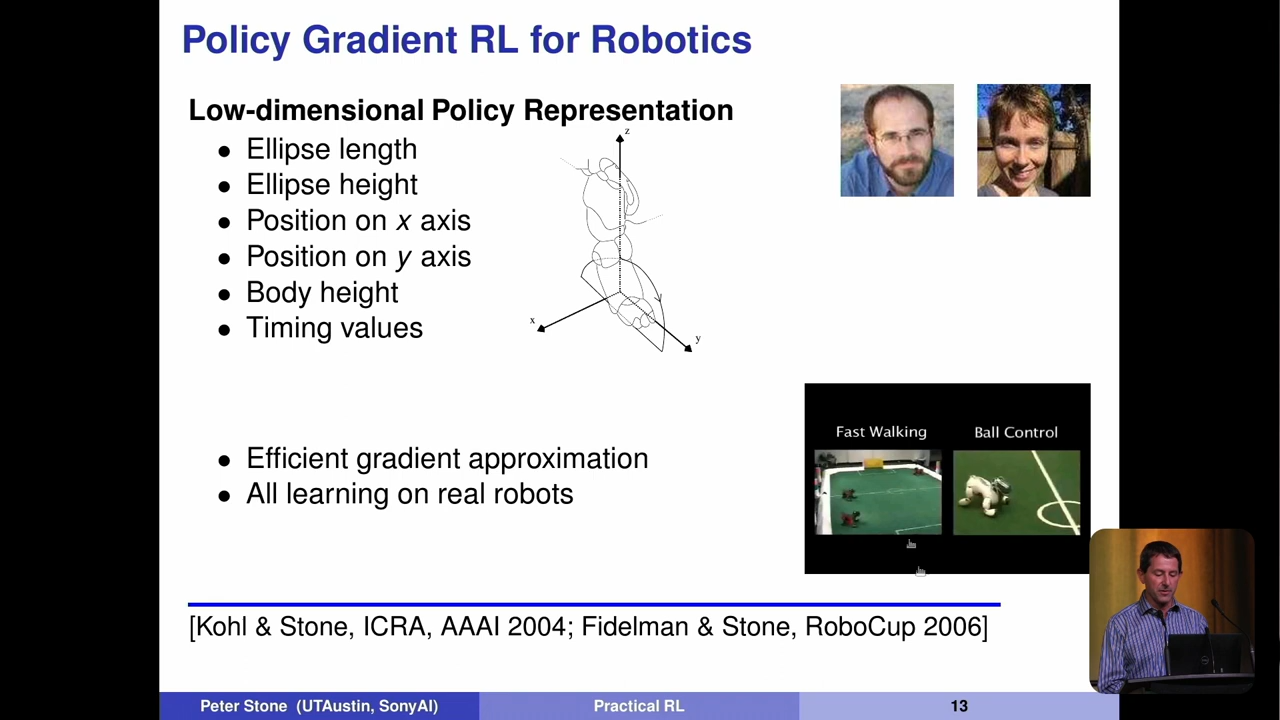 Policy Gradient RL for Robotics
Low-dimensional Policy Representation
• Ellipse length
• Ellipse height
• Position on x axis
• Position on y axis
• Body height
• Timing values
z
x
y
• Efficient gradient approximation
• All learning on real robots
Fast Walking
Ball Control
[Kohl & Stone, ICRA, AAAI 2004; Fidelman & Stone, RoboCup 2006]
Peter Stone (UTAustin, SonyAI)
Practical RL
13